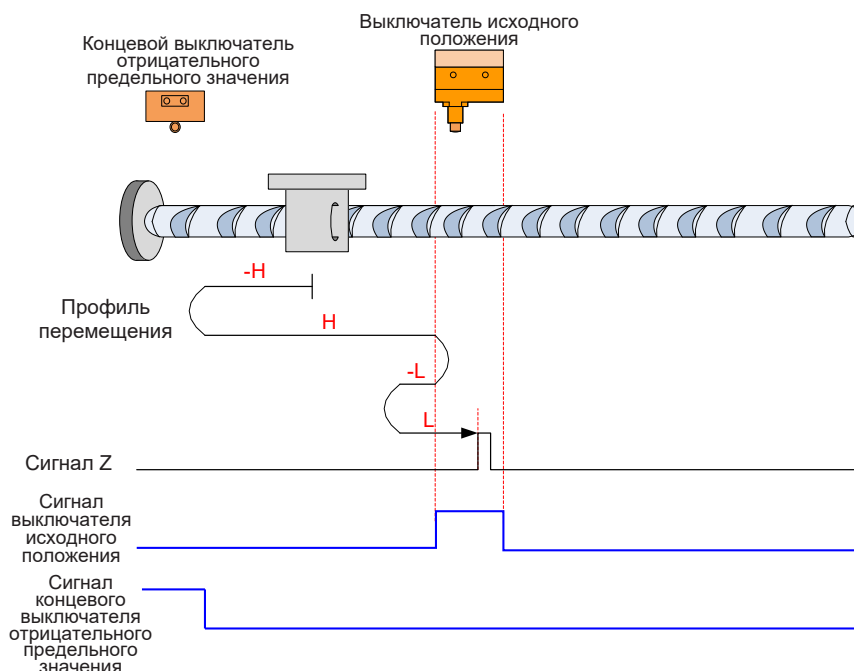 Концевой выключатель
отрицательного
предельного значения
Выключатель исходного
положения
-H
Профиль
перемещения
H
-L
L
Сигнал Z
Сигнал
выключателя
исходного
положения
Сигнал
концевого
выключателя
отрицательного
предельного
значения